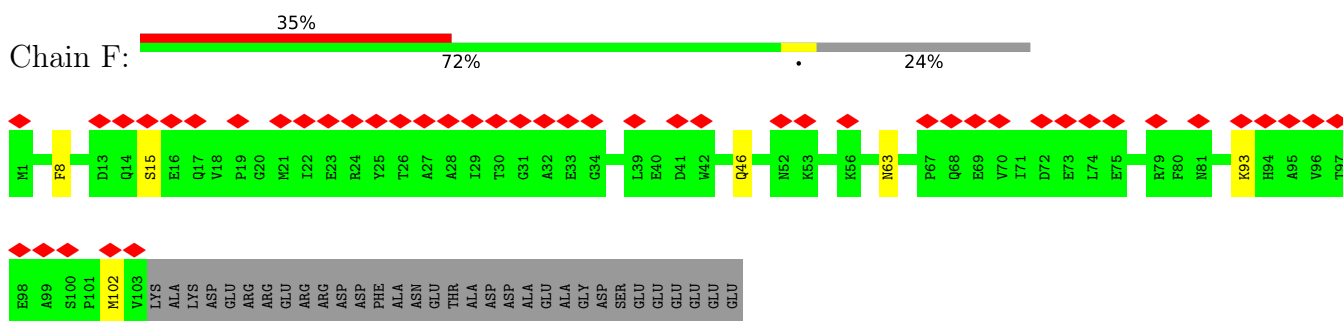 35%
Chain F:
72% • 24%
M1 F8 D13 Q14 S15 E16 Q17 V18 P19 G20 M21 I22 E23 R24 Y25 T26 A27 A28 I29 T30 G31 A32 E33 G34 L39 E40 D41 W42 Q46 N52 K53 K56 N63 P67 Q68 E69 V70 I71 D72 E73 L74 E75 R79 F80 N81 K93 H94 A95 V96 T97
E98 A99 S100 P101 M102 V103 LYS ALA LYS ASP GLU ARG ARG GLU ARG ARG ASP ASP PHE ALA ASN GLU THR ALA ASP ASP ALA GLU ALA GLY ASP SER GLU GLU GLU GLU GLU